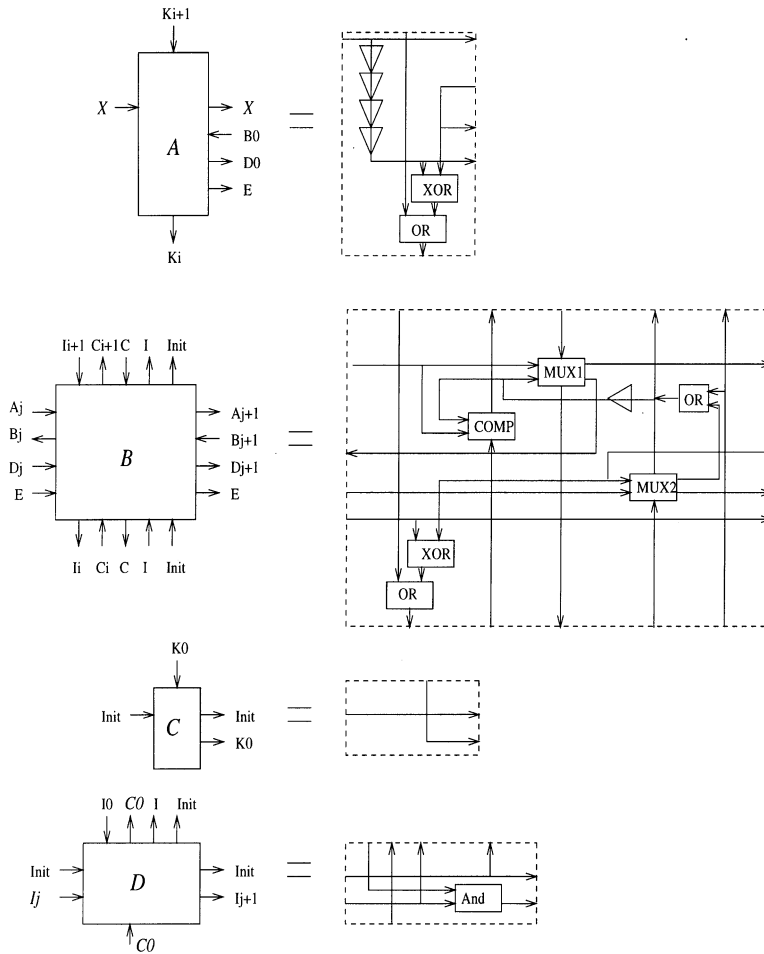 Ki+1
X X
B0
A D0
E
Ki
XOR
OR
Ii+1 Ci+1 C I Init
Aj Aj+1
Bj Bj+1
B
Dj Dj+1
E E
Ii Ci C I Init
MUX1
OR
COMP
MUX2
XOR
OR
K0
Init Init
C K0
I0 C0 I Init
Init Init
D
Ij Ij+1
C0
And